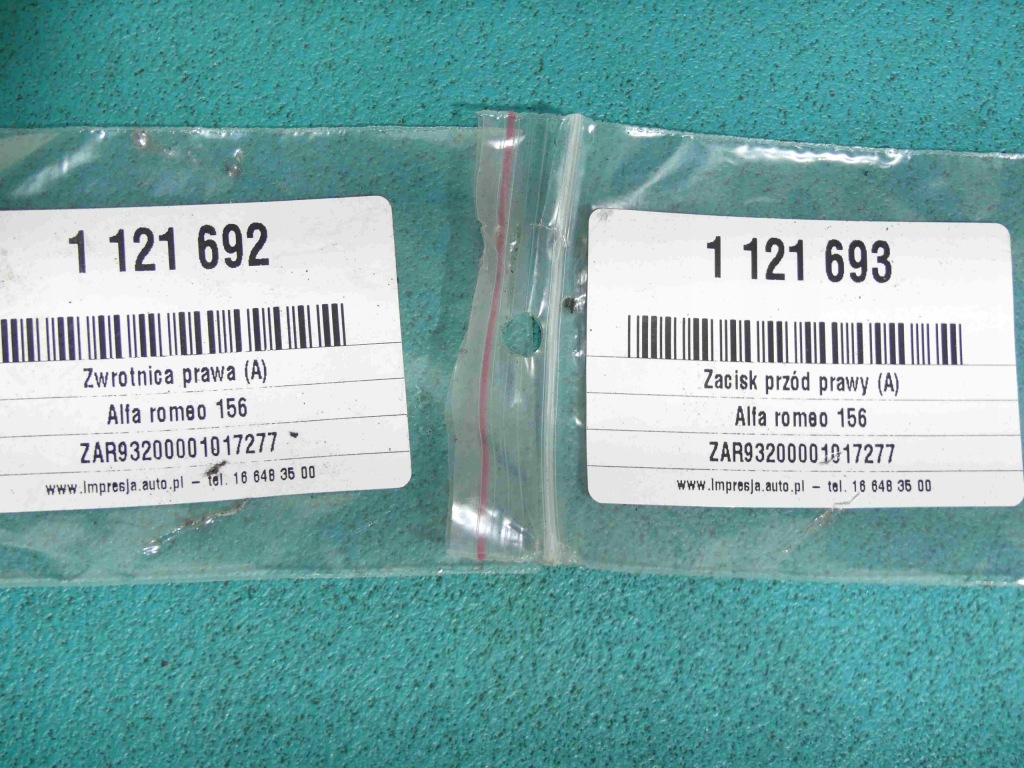 1 121 692
Zwrotnica prawa (A)
Alfa romeo 156
ZAR93200001017277
www.Impresja.auto.pl – tel. 16 648 35 00
1 121 693
Zacisk przód prawy (A)
Alfa romeo 156
ZAR93200001017277
www.Impresja.auto.pl – tel. 16 648 35 00